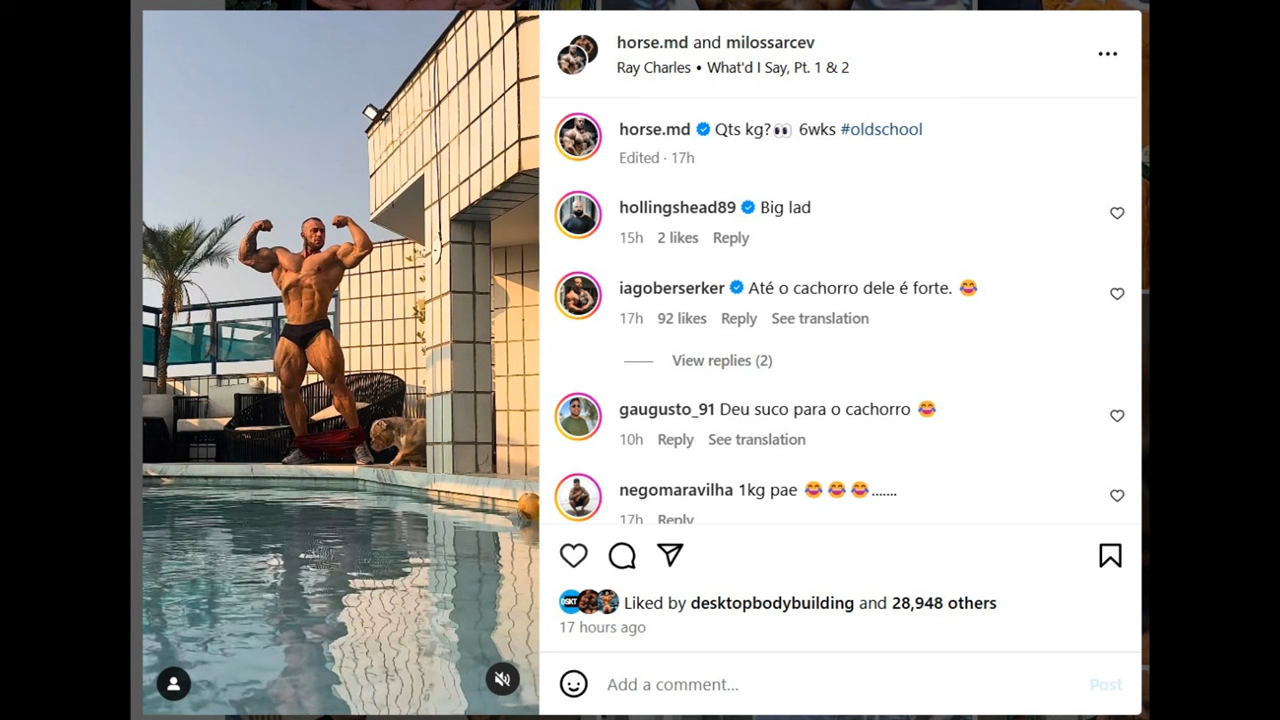 horse.md and milossarcev
Ray Charles • What'd I Say, Pt. 1 & 2
horse.md Qts kg?👀 6wks #oldschool
Edited · 17h
hollingshead89 Big lad
15h 2 likes Reply
iagoberserker Até o cachorro dele é forte. 😂
17h 92 likes Reply See translation
View replies (2)
gaugusto_91 Deu suco para o cachorro 😂
10h Reply See translation
negomaravilha 1kg pae 😂😂😂.......
17h Reply
Liked by desktopbodybuilding and 28,948 others
17 hours ago
Add a comment...
Post